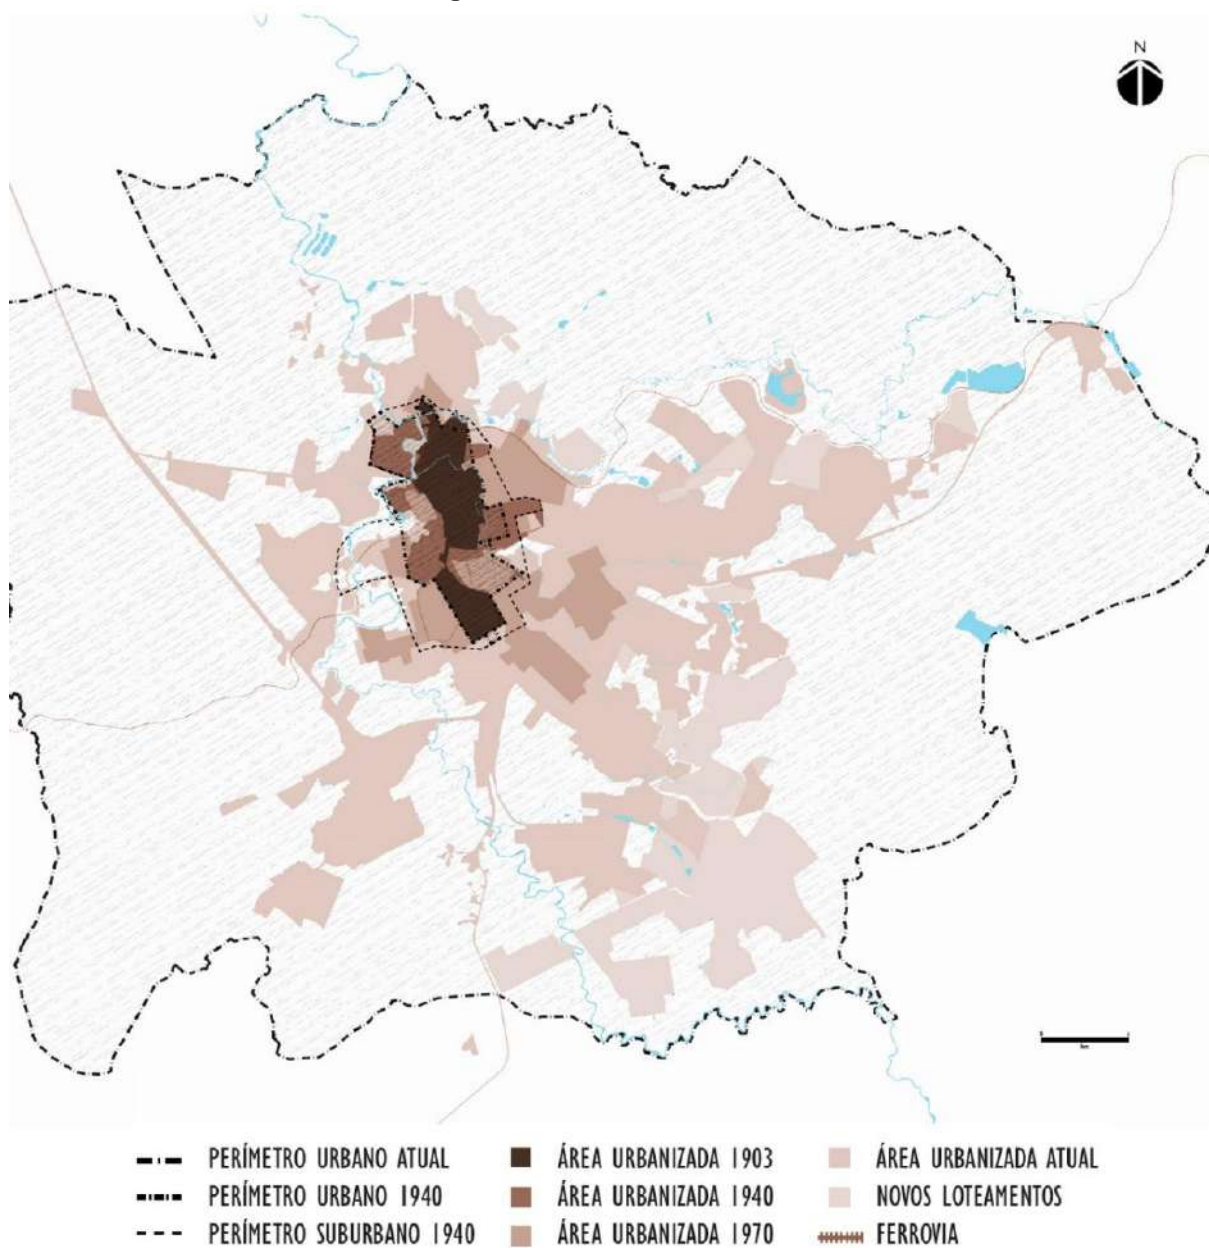 N
PERÍMETRO URBANO ATUAL
PERÍMETRO URBANO 1940
PERÍMETRO SUBURBANO 1940
ÁREA URBANIZADA 1903
ÁREA URBANIZADA 1940
ÁREA URBANIZADA 1970
ÁREA URBANIZADA ATUAL
NOVOS LOTEAMENTOS
FERROVIA